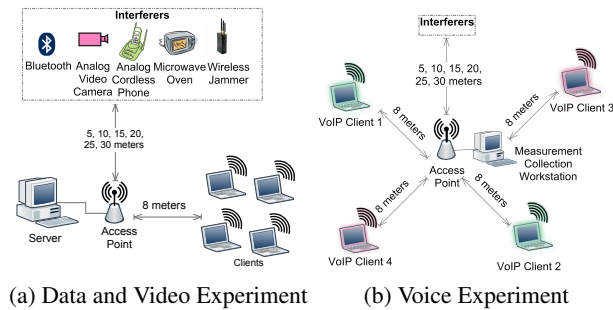 Interferers
Bluetooth
Analog
Video
Camera
Analog
Cordless
Phone
Microwave
Oven
Wireless
Jammer
5, 10, 15, 20,
25, 30 meters
Server
Access
Point
8 meters
Clients
(a) Data and Video Experiment
Interferers
5, 10, 15, 20,
25, 30 meters
VoIP Client 1
8 meters
VoIP Client 3
8 meters
Access
Point
Measurement
Collection
Workstation
8 meters
8 meters
VoIP Client 4
VoIP Client 2
(b) Voice Experiment